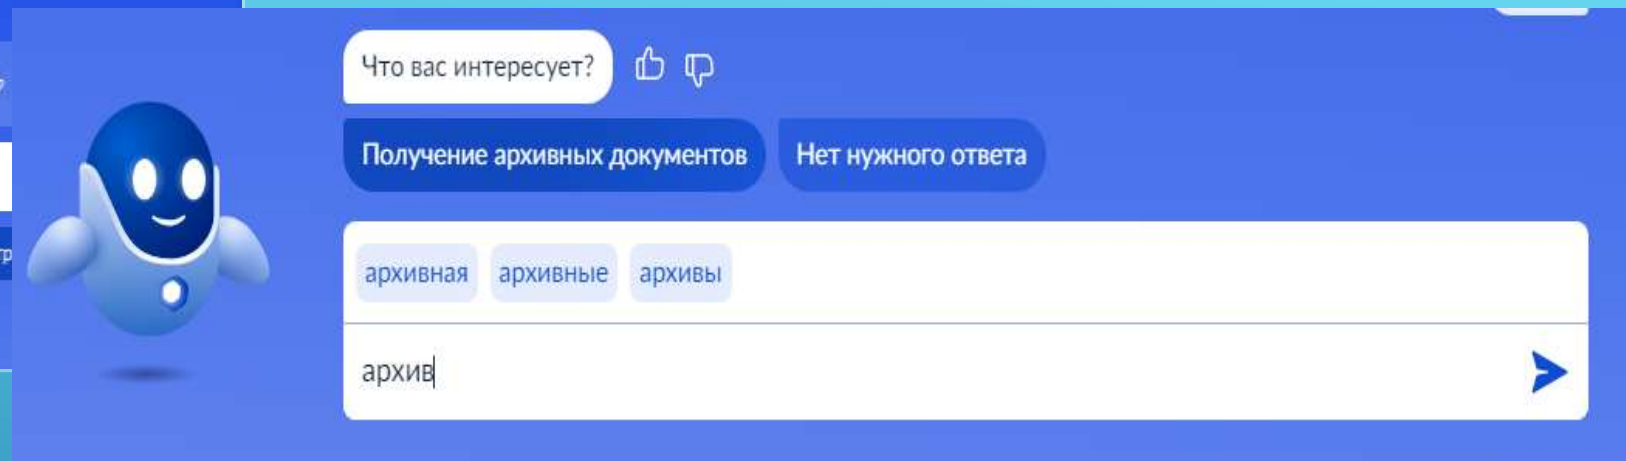 Что вас интересует?
Получение архивных документов
Нет нужного ответа
архивная архивные архивы
архив